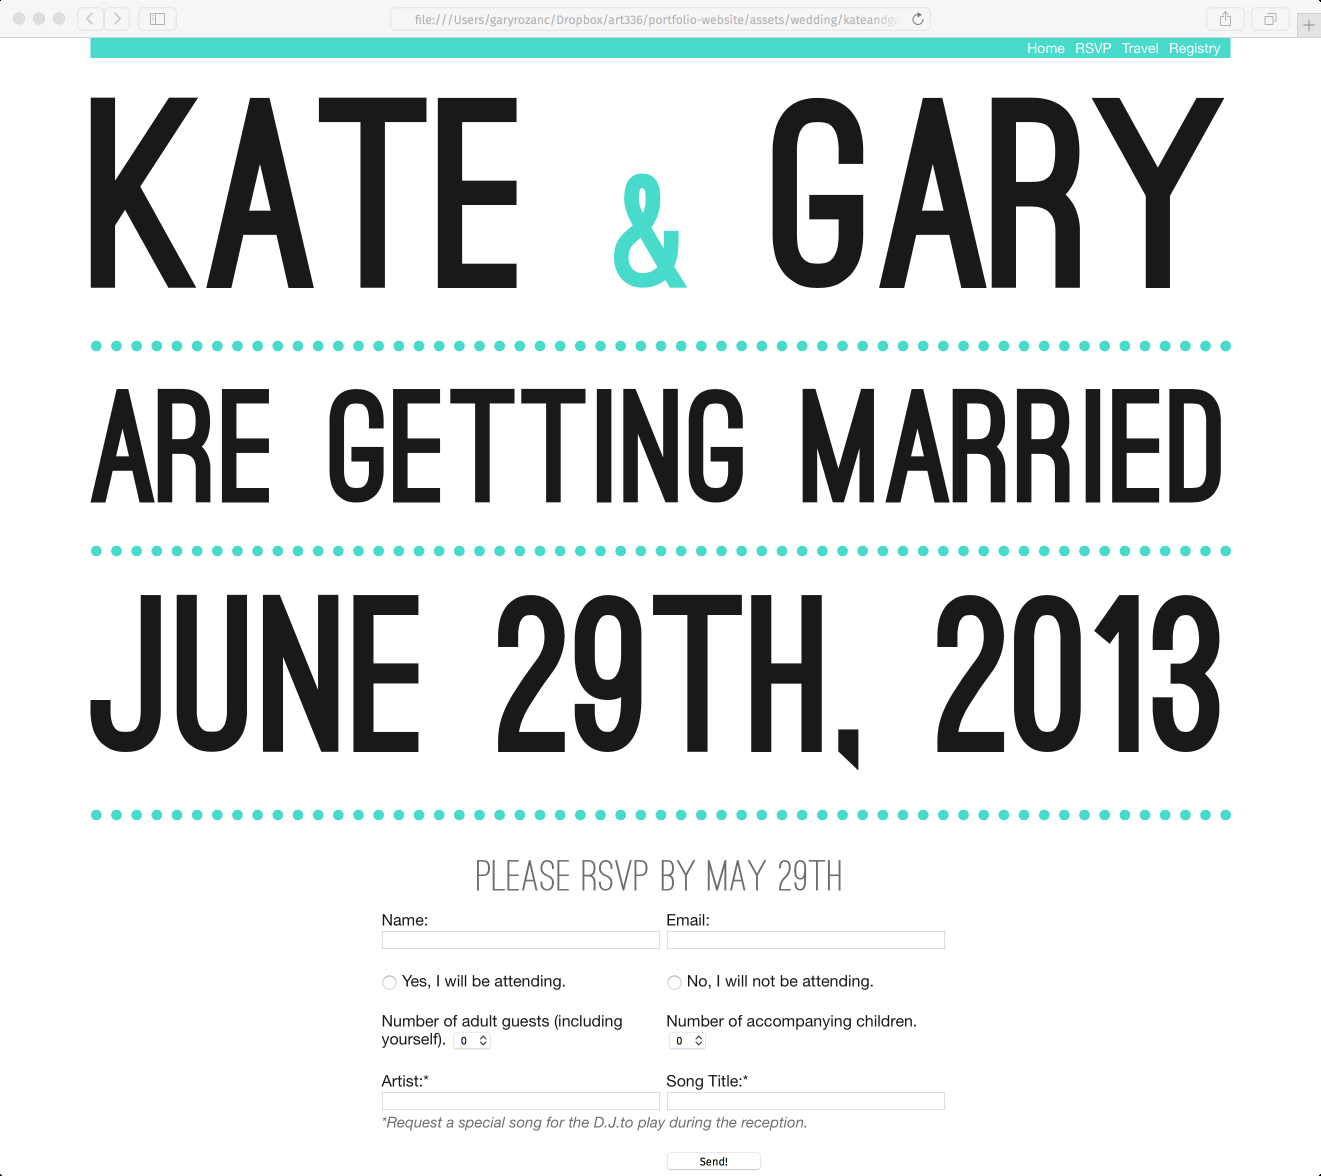 file:///Users/garyrozanc/Dropbox/art336/portfolio-website/assets/wedding/kateandga
Home RSVP Travel Registry
KATE & GARY
ARE GETTING MARRIED
JUNE 29TH, 2013
PLEASE RSVP BY MAY 29TH
Name: Email:
Yes, I will be attending. No, I will not be attending.
Number of adult guests (including Number of accompanying children.
yourself). 0 0
Artist:* Song Title:*
*Request a special song for the D.J.to play during the reception.
Send!